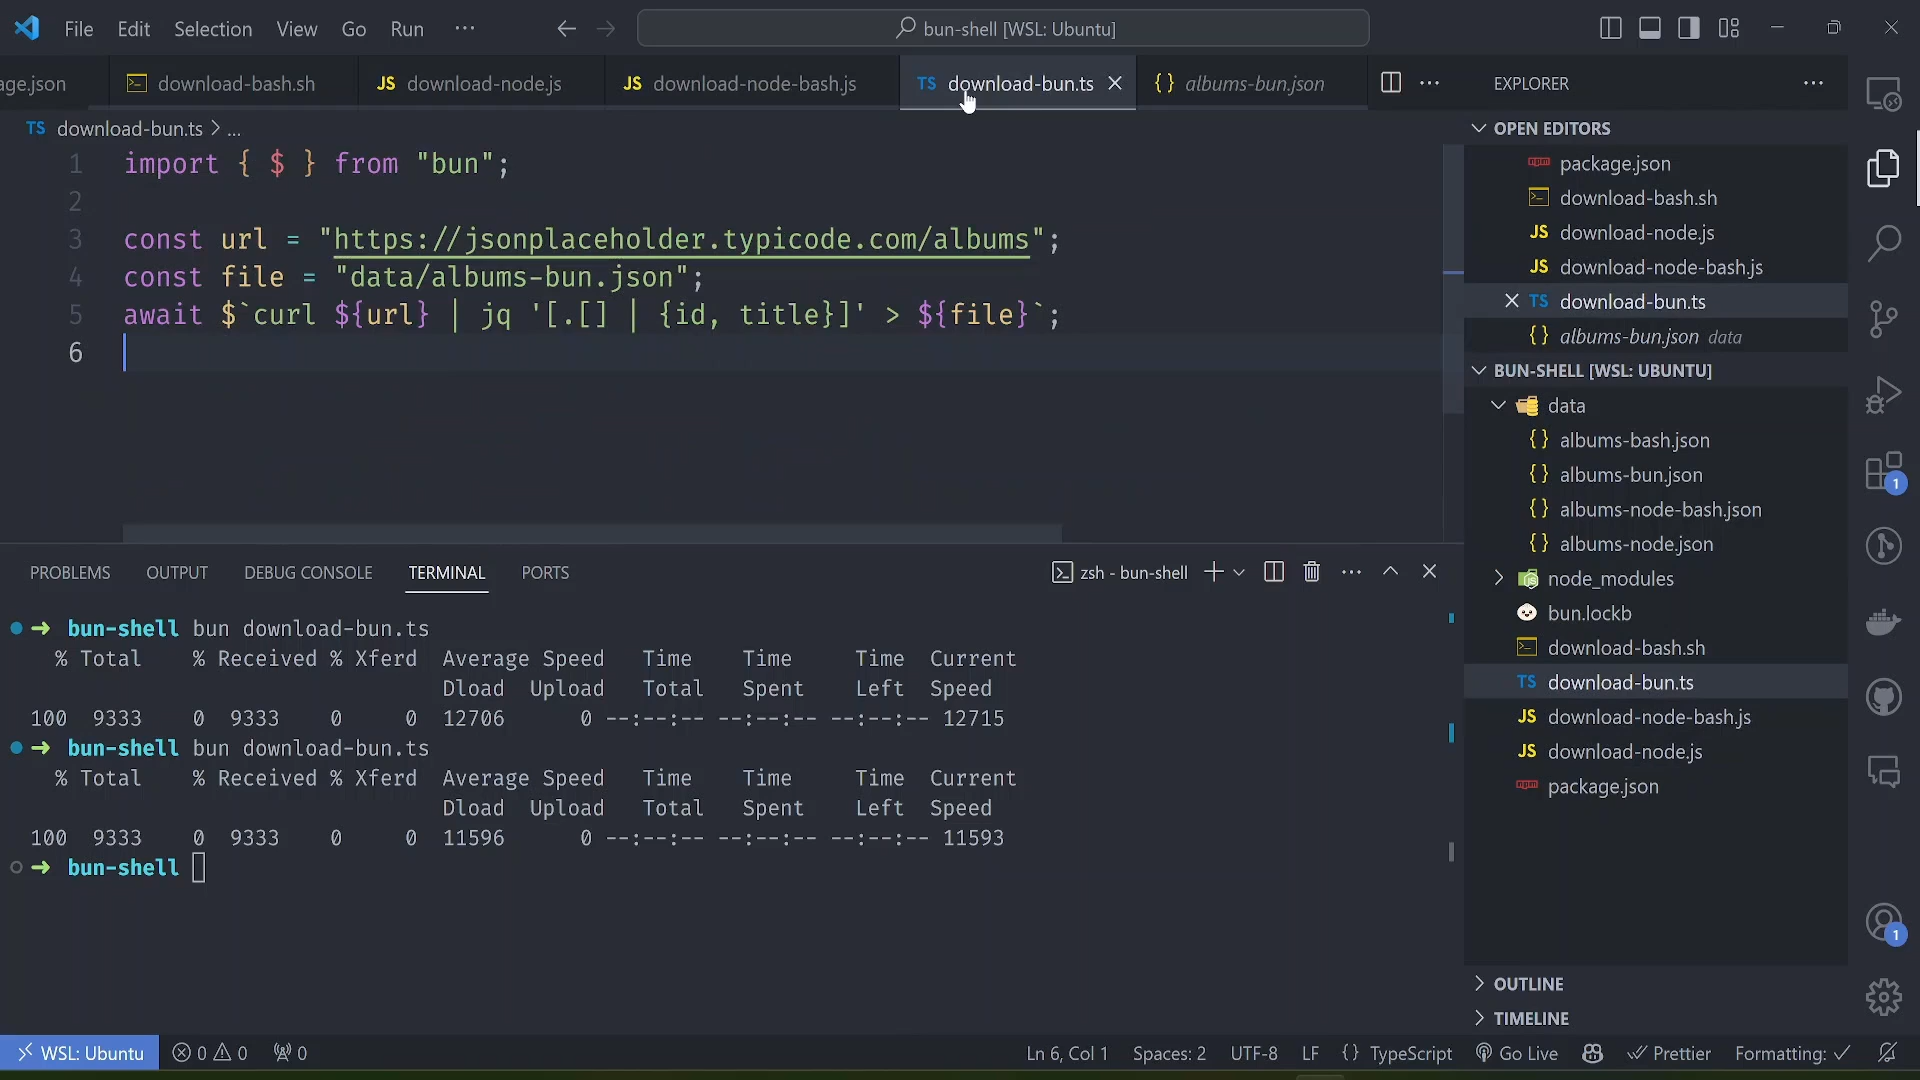 File Edit Selection View Go Run ··· bun-shell [WSL: Ubuntu]
age.json download-bash.sh JS download-node.js JS download-node-bash.js TS download-bun.ts {} albums-bun.json ···
TS download-bun.ts > ...
1 import { $ } from "bun";
2
3 const url = "https://jsonplaceholder.typicode.com/albums";
4 const file = "data/albums-bun.json";
5 await $`curl ${url} | jq '[.[] | {id, title}]' > ${file}`;
6
PROBLEMS OUTPUT DEBUG CONSOLE TERMINAL PORTS zsh - bun-shell
➜ bun-shell bun download-bun.ts
% Total % Received % Xferd Average Speed Time Time Time Current
Dload Upload Total Spent Left Speed
100 9333 0 9333 0 0 12706 0 --:--:-- --:--:-- --:--:-- 12715
➜ bun-shell bun download-bun.ts
% Total % Received % Xferd Average Speed Time Time Time Current
Dload Upload Total Spent Left Speed
100 9333 0 9333 0 0 11596 0 --:--:-- --:--:-- --:--:-- 11593
➜ bun-shell
EXPLORER
OPEN EDITORS
package.json
download-bash.sh
JS download-node.js
JS download-node-bash.js
TS download-bun.ts
{} albums-bun.json data
BUN-SHELL [WSL: UBUNTU]
data
{} albums-bash.json
{} albums-bun.json
{} albums-node-bash.json
{} albums-node.json
node_modules
bun.lockb
download-bash.sh
TS download-bun.ts
JS download-node-bash.js
JS download-node.js
package.json
OUTLINE
TIMELINE
1
1
WSL: Ubuntu 0 0 0 Ln 6, Col 1 Spaces: 2 UTF-8 LF {} TypeScript Go Live Prettier Formatting: ✓